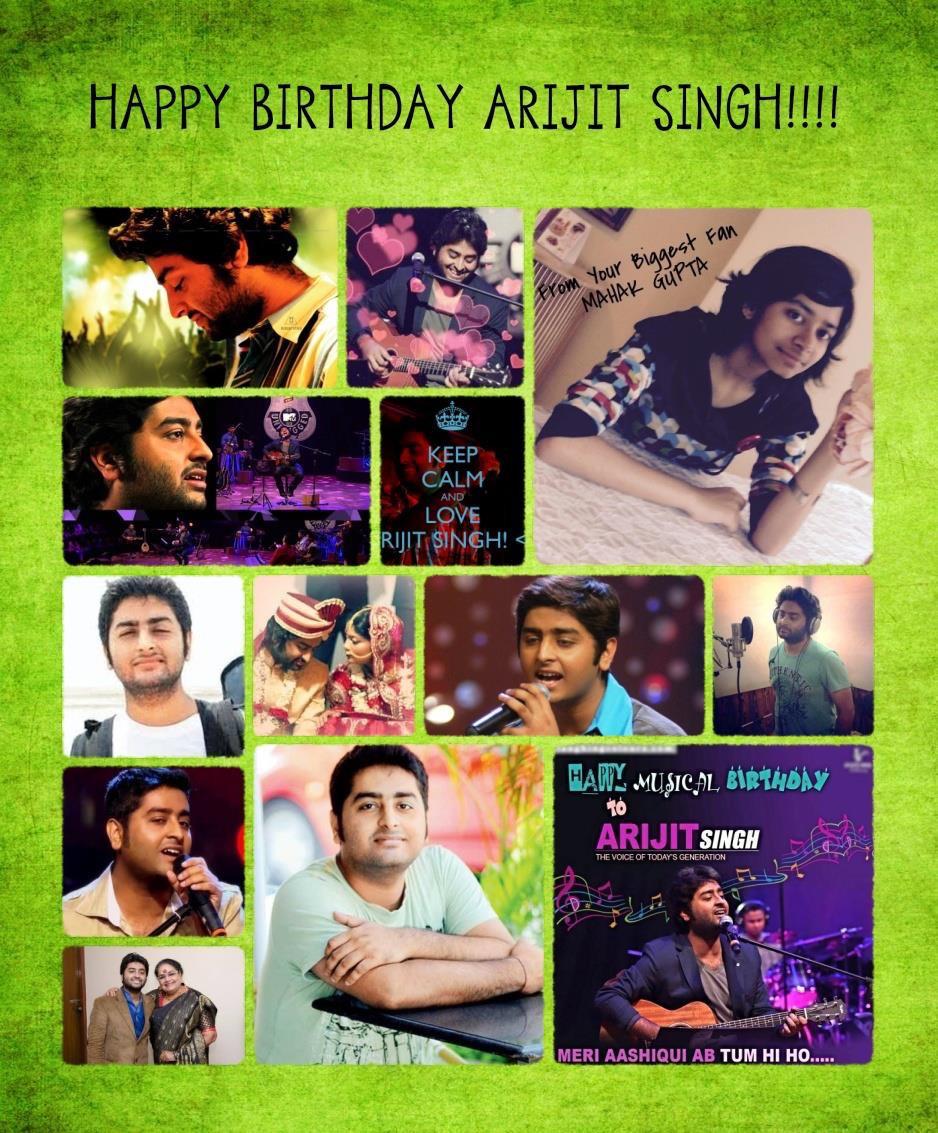 HAPPY BIRTHDAY ARIJIT SINGH!!!!
From Your Biggest Fan
MAHAK GUPTA
UNPLUGGED
KEEP
CALM
AND
LOVE
RIJIT SINGH! <
HAPPY MUSICAL BIRTHDAY
TO
ARIJIT SINGH
THE VOICE OF TODAY'S GENERATION
MERI AASHIQUI AB TUM HI HO.....